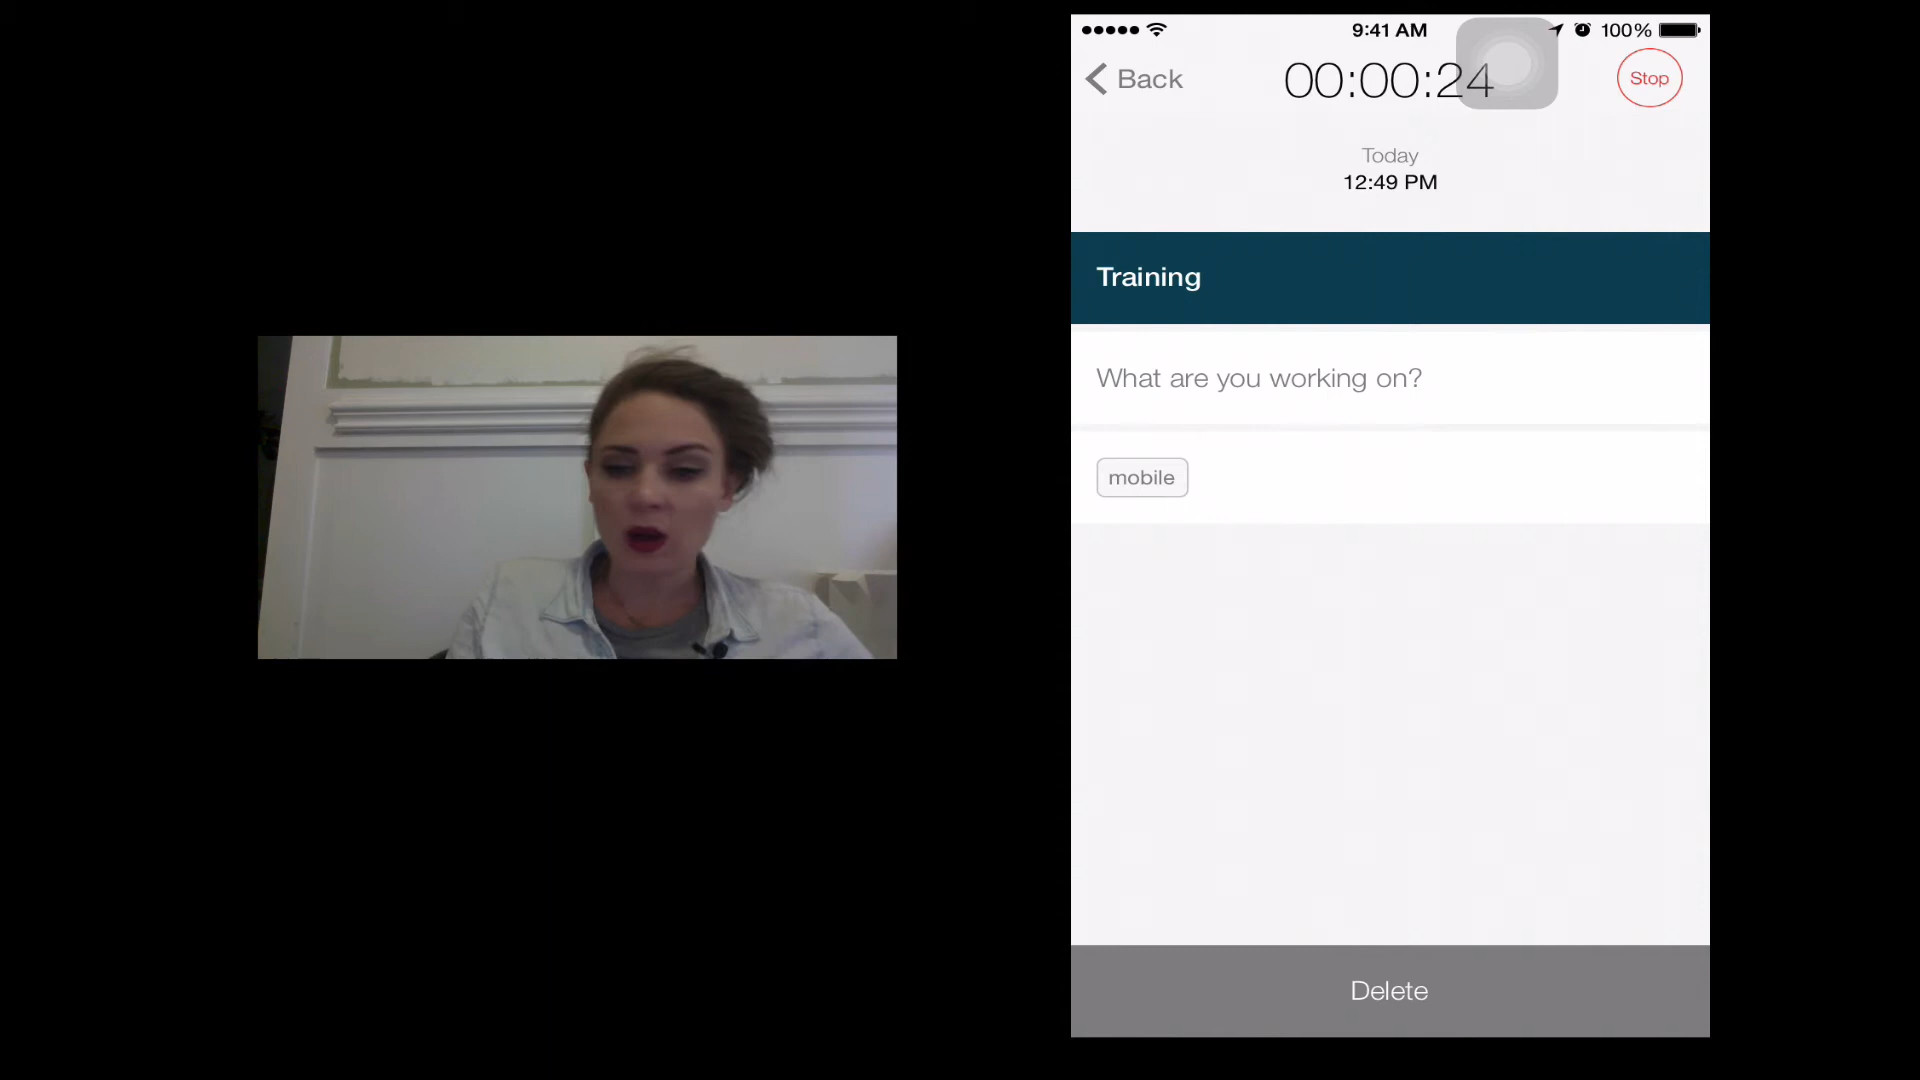 9:41 AM 100%
Back 00:00:24 Stop
Today
12:49 PM
Training
What are you working on?
mobile
Delete